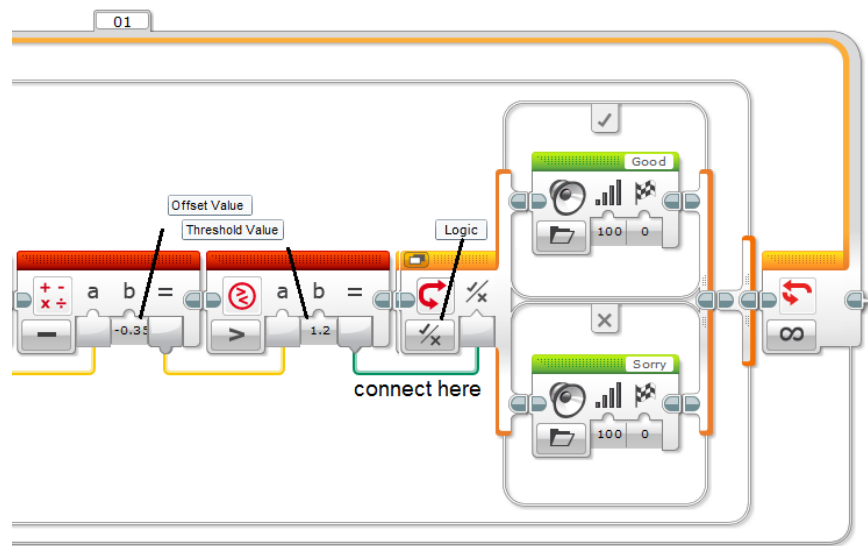 01
Good
Offset Value
Threshold Value
Logic
100 0
+ - × ÷ a b =
a b =
-0.35
1.2
connect here
Sorry
100 0